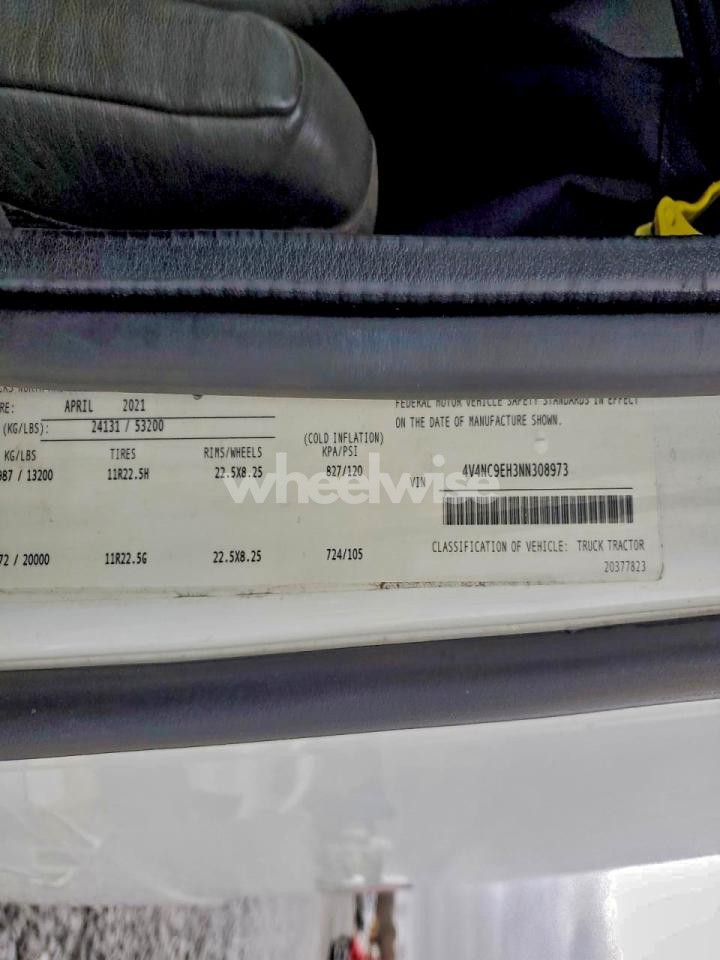 APRIL 2021
FEDERAL MOTOR VEHICLE SAFETY STANDARDS IN EFFECT
RE:
ON THE DATE OF MANUFACTURE SHOWN.
(KG/LBS): 24131 / 53200
(COLD INFLATION)
KG/LBS TIRES RIMS/WHEELS KPA/PSI
987 / 13200 11R22.5H 22.5X8.25 827/120
VIN 4V4NC9EH3NN308973
wheelwise
72 / 20000 11R22.5G 22.5X8.25 724/105
CLASSIFICATION OF VEHICLE: TRUCK TRACTOR
20377823